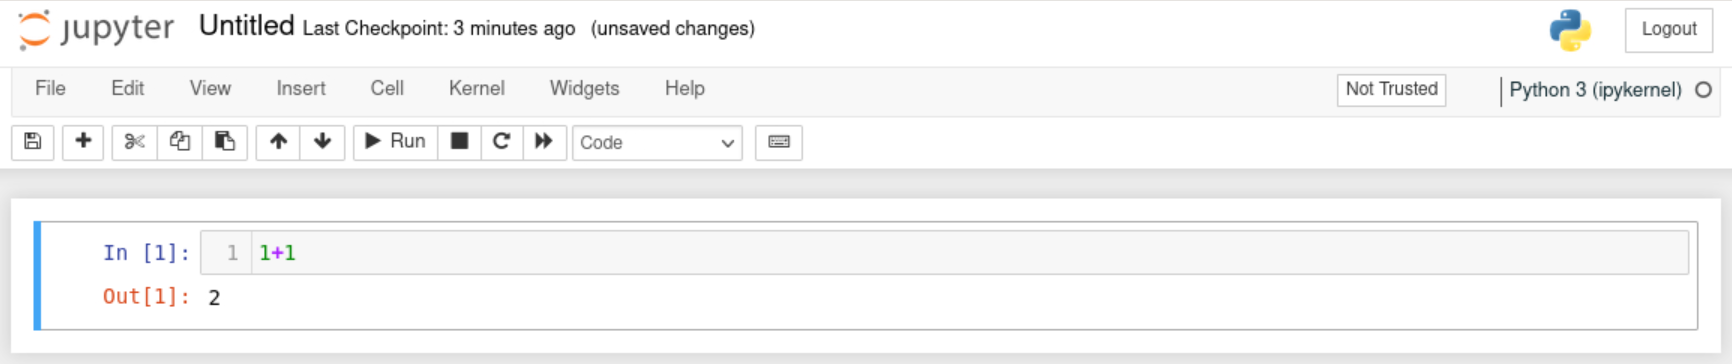 jupyter Untitled Last Checkpoint: 3 minutes ago (unsaved changes) Logout
File Edit View Insert Cell Kernel Widgets Help Not Trusted Python 3 (ipykernel)
Run Code
In [1]: 1 1+1
Out[1]: 2